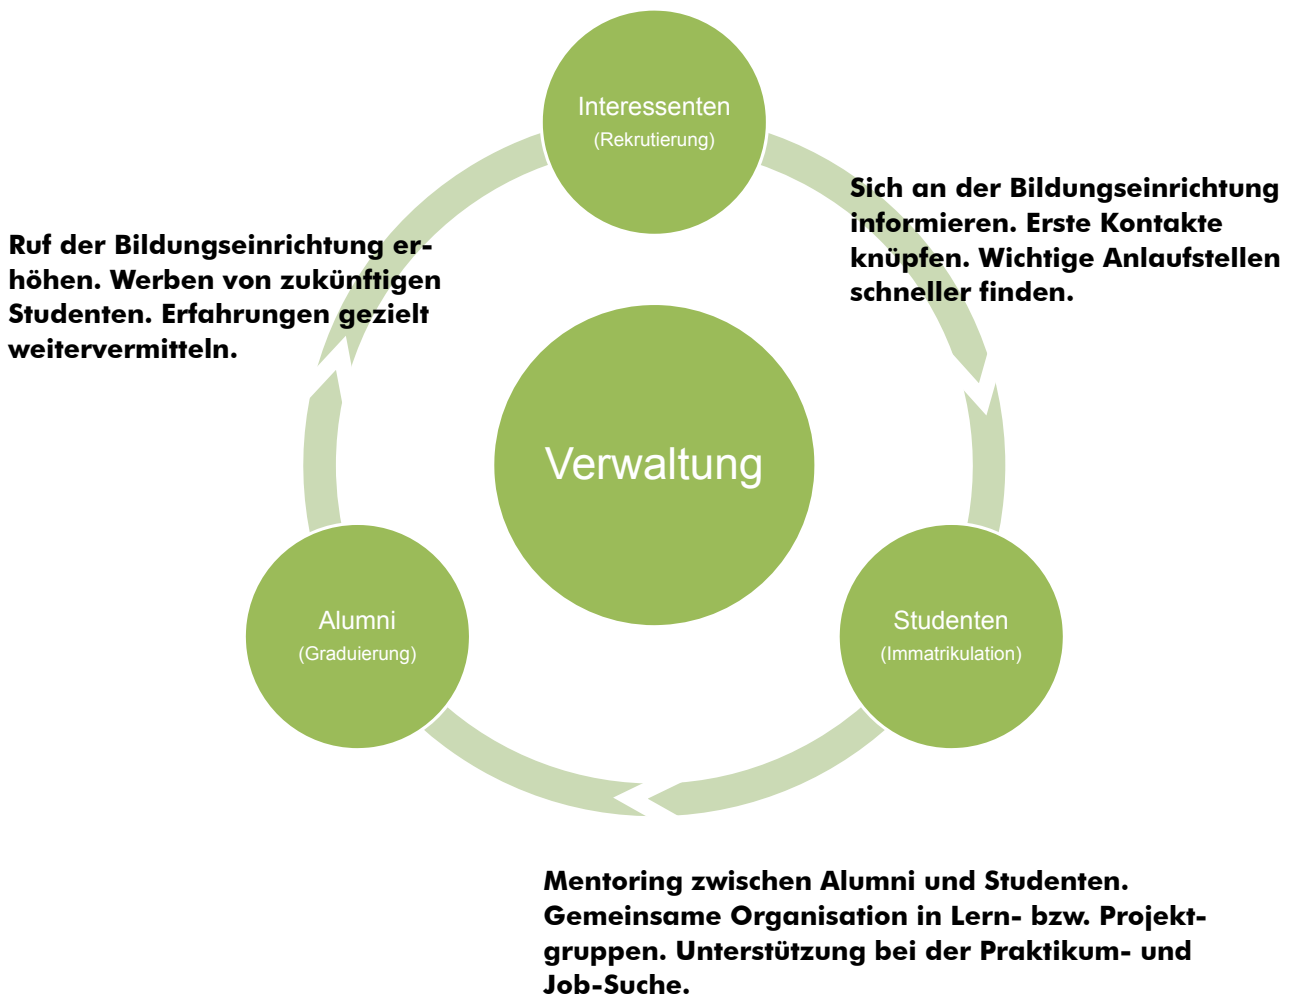 Interessenten
(Rekrutierung)
Sich an der Bildungseinrichtung
informieren. Erste Kontakte
knüpfen. Wichtige Anlaufstellen
schneller finden.
Ruf der Bildungseinrichtung er-
höhen. Werben von zukünftigen
Studenten. Erfahrungen gezielt
weitervermitteln.
Verwaltung
Alumni
(Graduierung)
Studenten
(Immatrikulation)
Mentoring zwischen Alumni und Studenten.
Gemeinsame Organisation in Lern- bzw. Projekt-
gruppen. Unterstützung bei der Praktikum- und
Job-Suche.